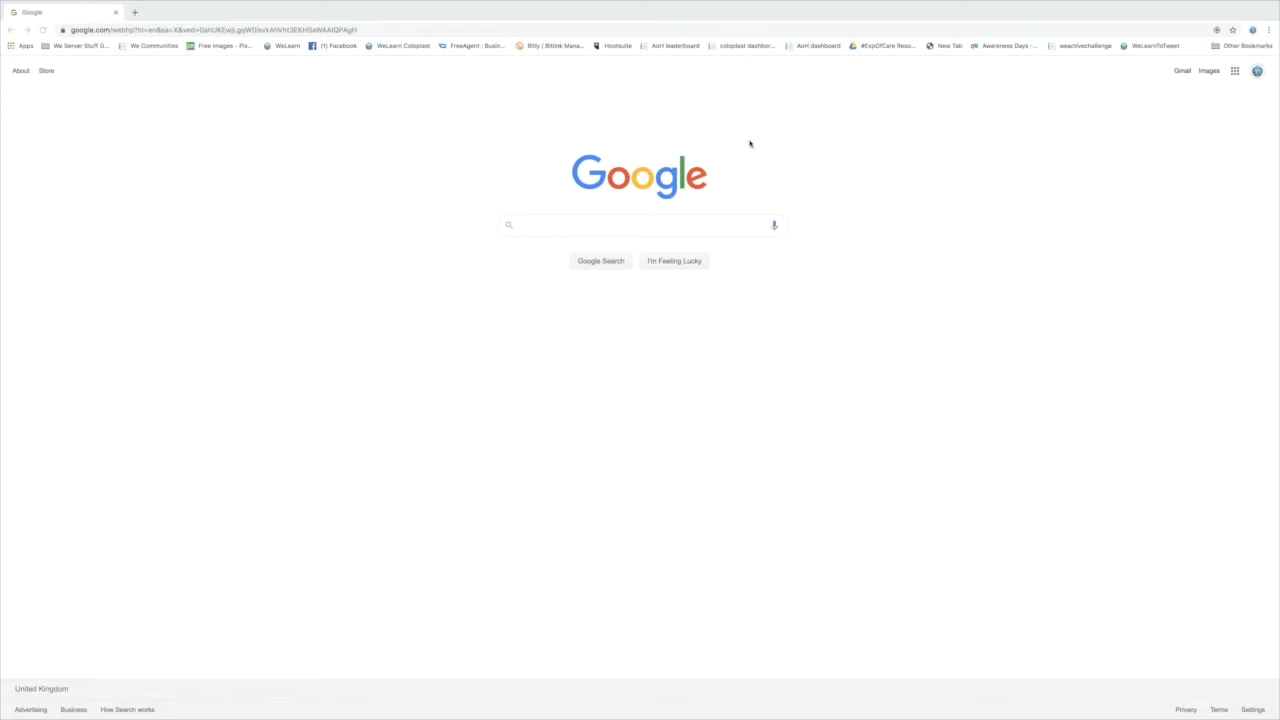 Google
google.com/webhp?hl=en&sa=X&ved=0ahUKEwjLgqW0isvkAhVht3EKHSaWAAIQPAgH
Apps We Server Stuff G... We Communities Free Images - Pix... WeLearn (1) Facebook WeLearn Coloplast FreeAgent : Busin... Bitly | Bitlink Mana... Hootsuite AoH leaderboard coloplast dashbor... AoH dashboard #ExpOfCare Reso... New Tab Awareness Days -... weactivechallenge WeLearnToTweet Other Bookmarks
About Store Gmail Images
Google
Google Search I'm Feeling Lucky
United Kingdom
Advertising Business How Search works Privacy Terms Settings